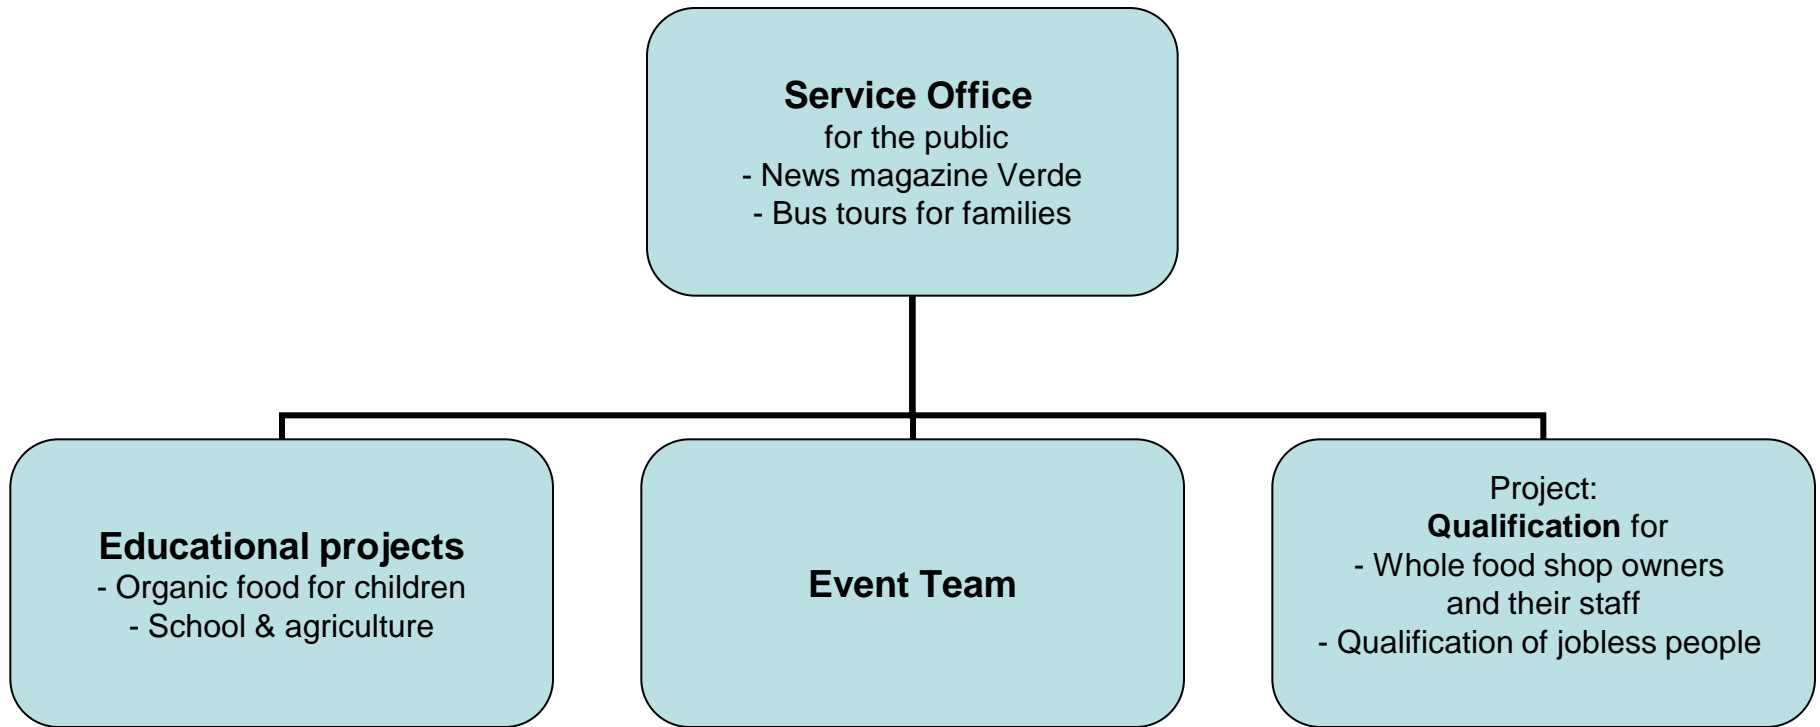 Service Office
for the public
- News magazine Verde
- Bus tours for families
Educational projects
- Organic food for children
- School & agriculture
Event Team
Project:
Qualification for
- Whole food shop owners
and their staff
- Qualification of jobless people